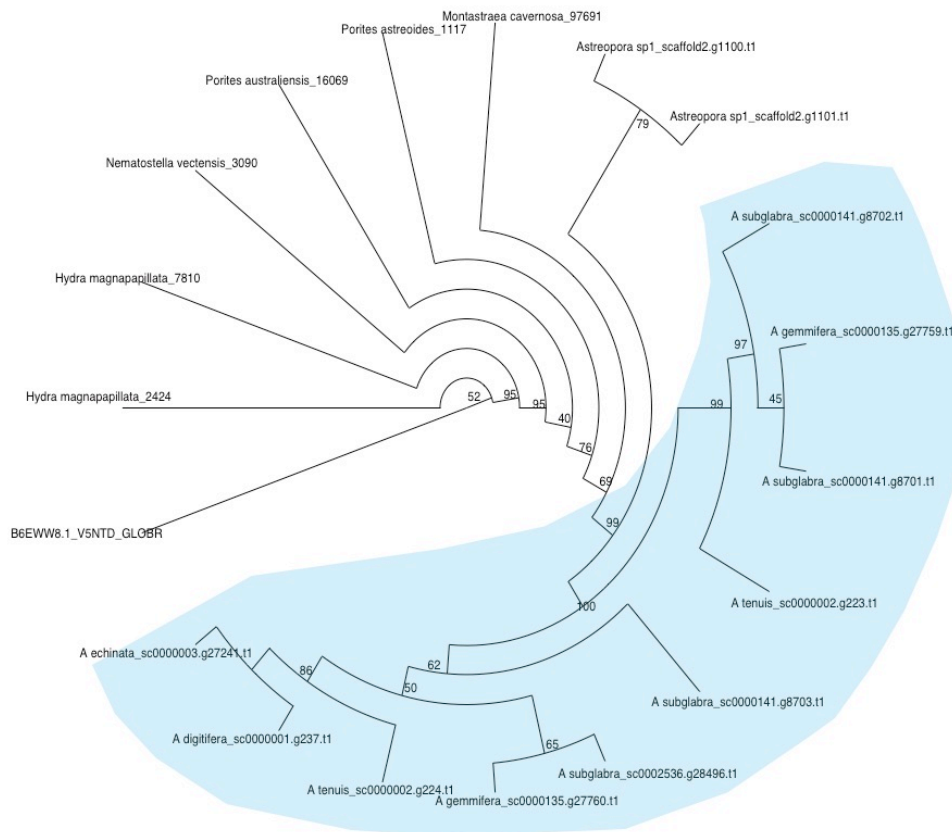 Montastraea cavernosa_97691
Porites astreoides_1117
Astreopora sp1_scaffold2.g1100.t1
Porites australiensis_16069
Astreopora sp1_scaffold2.g1101.t1
79
Nematostella vectensis_3090
A subglabra_sc0000141.g8702.t1
Hydra magnapapillata_7810
A gemmifera_sc0000135.g27759.t1
97
Hydra magnapapillata_2424
52
95
95
99
45
40
76
A subglabra_sc0000141.g8701.t1
69
99
B6EWW8.1_V5NTD_GLOBR
A tenuis_sc0000002.g223.t1
100
A echinata_sc0000003.g27241.t1
62
86
50
A subglabra_sc0000141.g8703.t1
A digitifera_sc0000001.g237.t1
65
A subglabra_sc0002536.g28496.t1
A tenuis_sc0000002.g224.t1
A gemmifera_sc0000135.g27760.t1